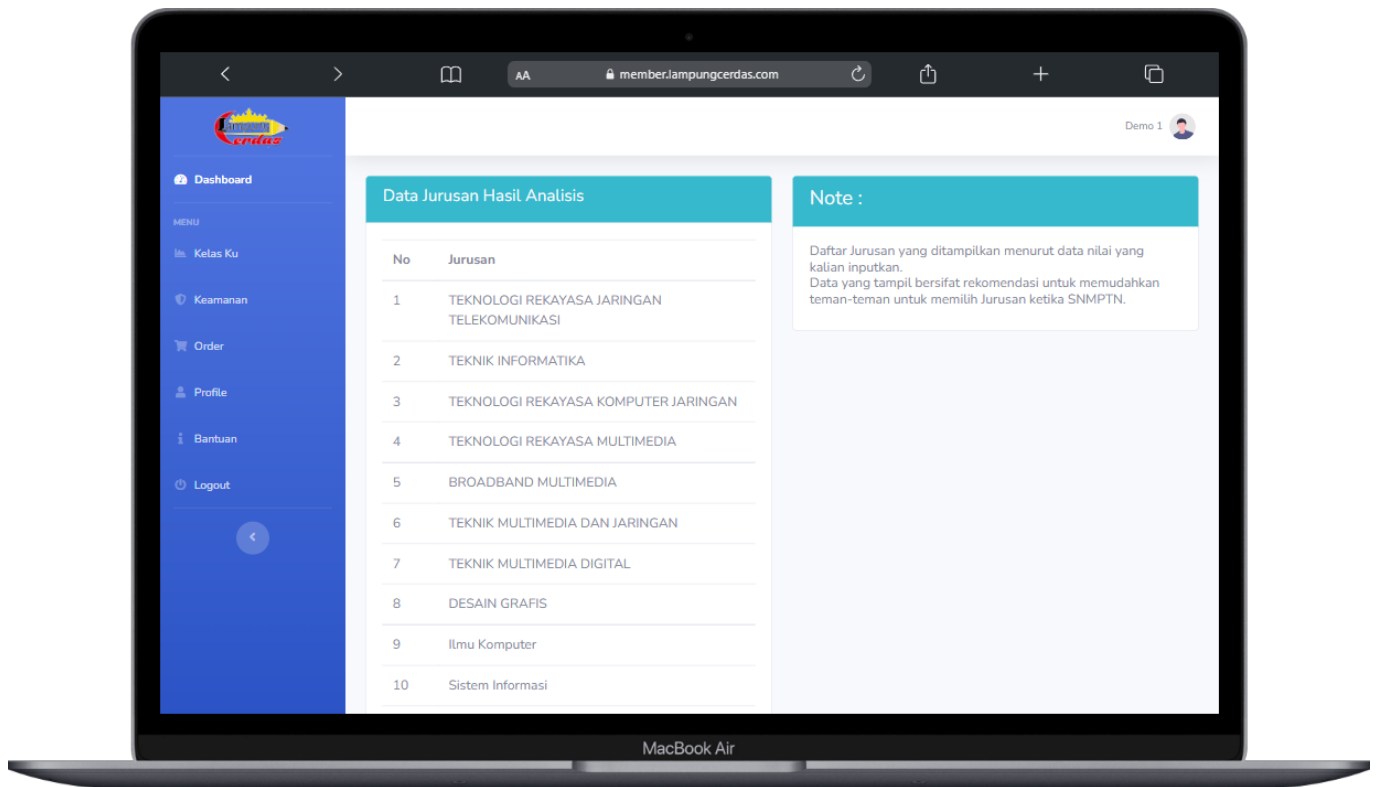 AA
member.lampungcerdas.com
Cerdas
Demo 1
Dashboard
MENU
Kelas Ku
Keamanan
Order
Profile
Bantuan
Logout
Data Jurusan Hasil Analisis
No Jurusan
1 TEKNOLOGI REKAYASA JARINGAN
TELEKOMUNIKASI
2 TEKNIK INFORMATIKA
3 TEKNOLOGI REKAYASA KOMPUTER JARINGAN
4 TEKNOLOGI REKAYASA MULTIMEDIA
5 BROADBAND MULTIMEDIA
6 TEKNIK MULTIMEDIA DAN JARINGAN
7 TEKNIK MULTIMEDIA DIGITAL
8 DESAIN GRAFIS
9 Ilmu Komputer
10 Sistem Informasi
Note :
Daftar Jurusan yang ditampilkan menurut data nilai yang
kalian inputkan.
Data yang tampil bersifat rekomendasi untuk memudahkan
teman-teman untuk memilih Jurusan ketika SNMPTN.
MacBook Air